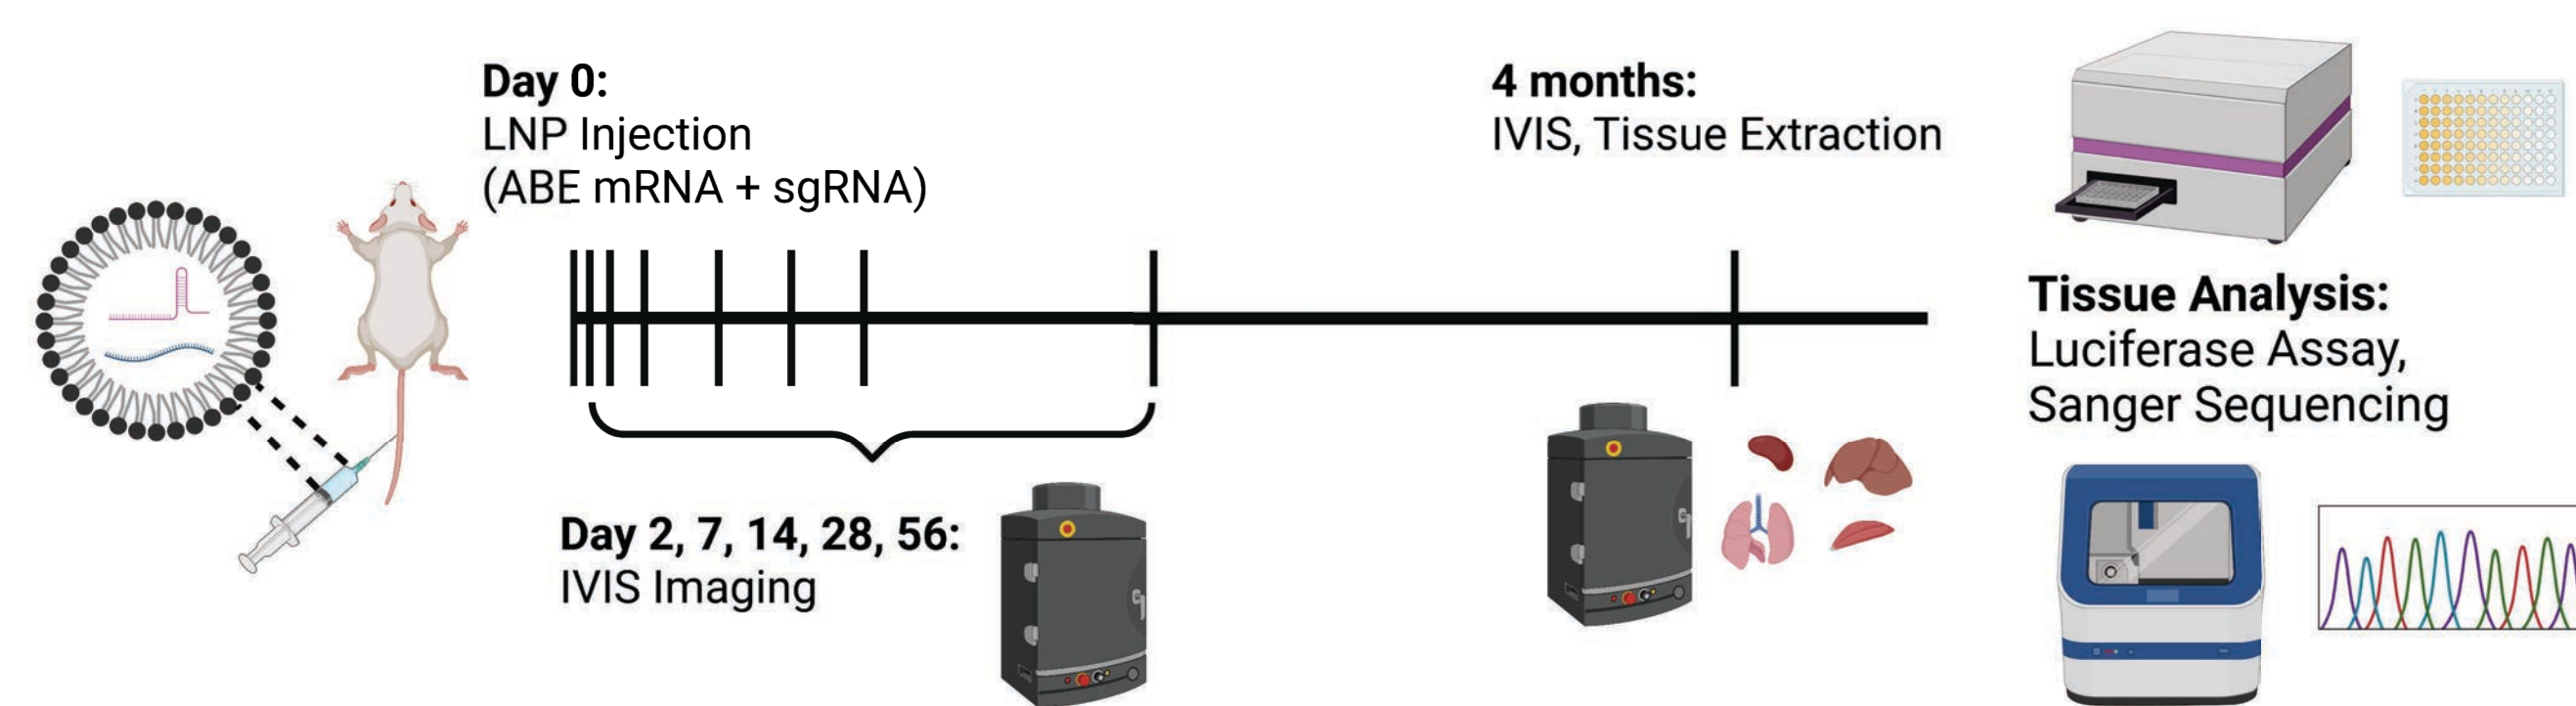 Day 0:
LNP Injection
(ABE mRNA + sgRNA)
4 months:
IVIS, Tissue Extraction
Day 2, 7, 14, 28, 56:
IVIS Imaging
Tissue Analysis:
Luciferase Assay,
Sanger Sequencing